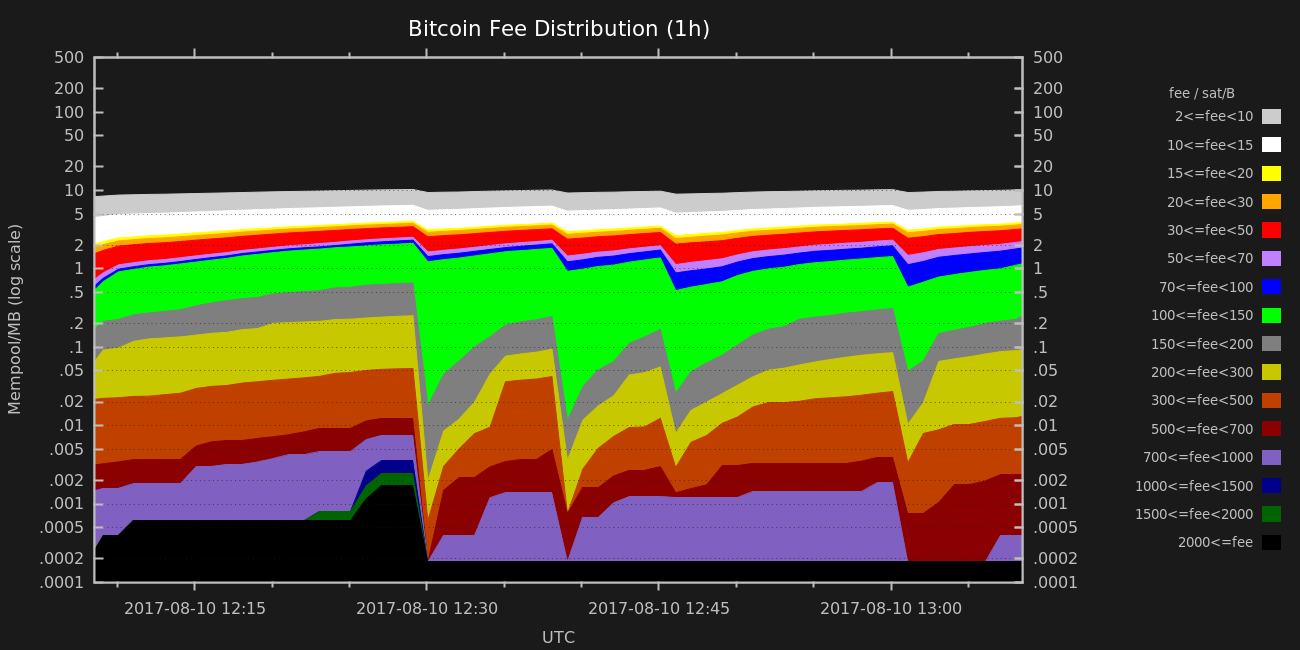 Bitcoin Fee Distribution (1h)
500
200
100
50
20
10
5
2
1
.5
.2
.1
.05
.02
.01
.005
.002
.001
.0005
.0002
.0001
Mempool/MB (log scale)
500
200
100
50
20
10
5
2
1
.5
.2
.1
.05
.02
.01
.005
.002
.001
.0005
.0002
.0001
2017-08-10 12:15
2017-08-10 12:30
2017-08-10 12:45
2017-08-10 13:00
UTC
fee / sat/B
2<=fee<10
10<=fee<15
15<=fee<20
20<=fee<30
30<=fee<50
50<=fee<70
70<=fee<100
100<=fee<150
150<=fee<200
200<=fee<300
300<=fee<500
500<=fee<700
700<=fee<1000
1000<=fee<1500
1500<=fee<2000
2000<=fee